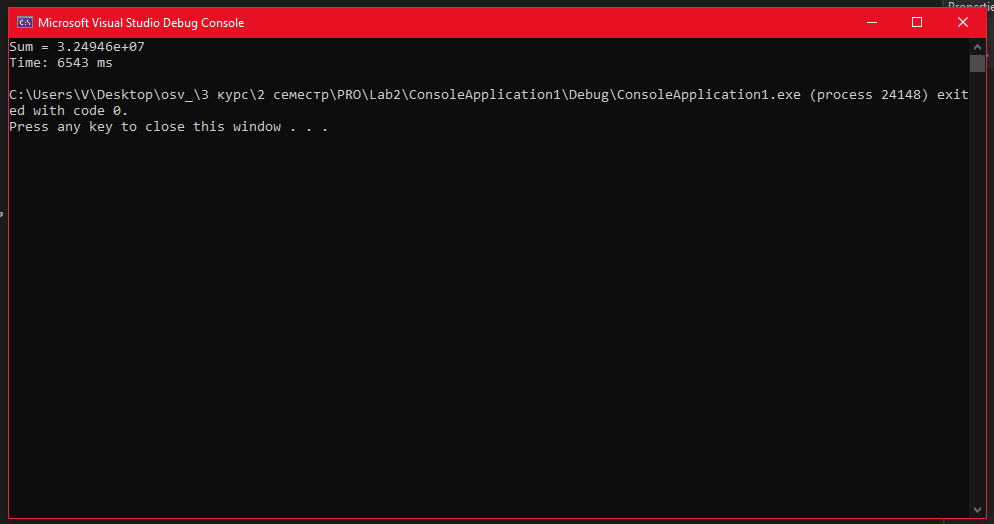 Properti
Microsoft Visual Studio Debug Console
Sum = 3.24946e+07
Time: 6543 ms
C:\Users\V\Desktop\osv_\3 курс\2 семестр\PRO\Lab2\ConsoleApplication1\Debug\ConsoleApplication1.exe (process 24148) exit
ed with code 0.
Press any key to close this window . . .